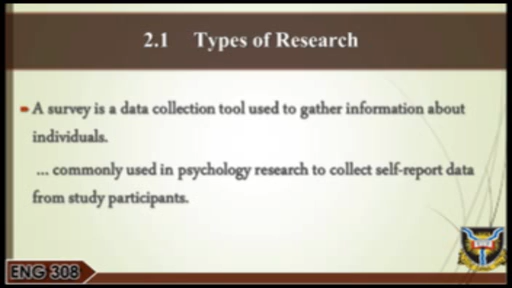 2.1 Types of Research
A survey is a data collection tool used to gather information about
individuals.
... commonly used in psychology research to collect self-report data
from study participants.
ENG 308